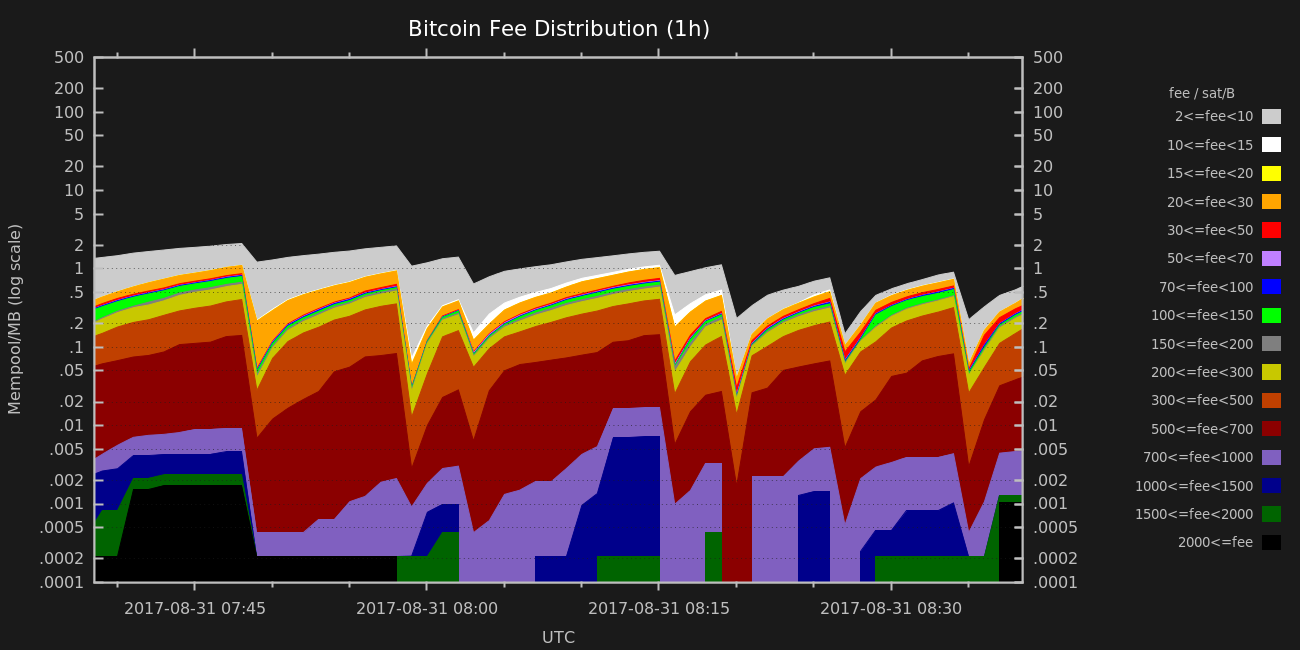 Bitcoin Fee Distribution (1h)
Mempool/MB (log scale)
500
200
100
50
20
10
5
2
1
.5
.2
.1
.05
.02
.01
.005
.002
.001
.0005
.0002
.0001
500
200
100
50
20
10
5
2
1
.5
.2
.1
.05
.02
.01
.005
.002
.001
.0005
.0002
.0001
2017-08-31 07:45
2017-08-31 08:00
2017-08-31 08:15
2017-08-31 08:30
UTC
fee / sat/B
2<=fee<10
10<=fee<15
15<=fee<20
20<=fee<30
30<=fee<50
50<=fee<70
70<=fee<100
100<=fee<150
150<=fee<200
200<=fee<300
300<=fee<500
500<=fee<700
700<=fee<1000
1000<=fee<1500
1500<=fee<2000
2000<=fee